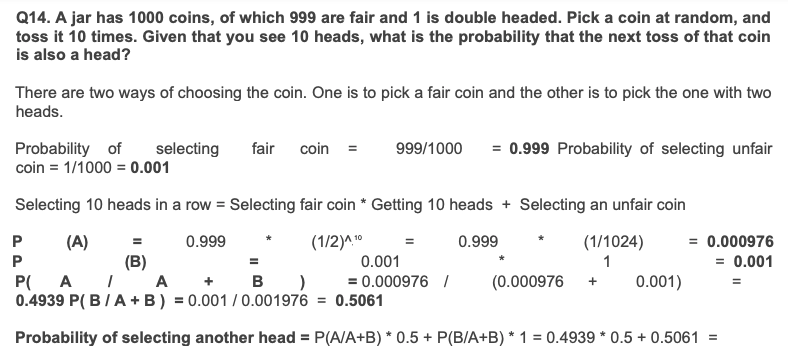 Q14. A jar has 1000 coins, of which 999 are fair and 1 is double headed. Pick a coin at random, and
toss it 10 times. Given that you see 10 heads, what is the probability that the next toss of that coin
is also a head?
There are two ways of choosing the coin. One is to pick a fair coin and the other is to pick the one with two
heads.
Probability of selecting fair coin = 999/1000 = 0.999 Probability of selecting unfair
coin = 1/1000 = 0.001
Selecting 10 heads in a row = Selecting fair coin * Getting 10 heads + Selecting an unfair coin
P (A) = 0.999 * (1/2)^10 = 0.999 * (1/1024) = 0.000976
P (B) = 0.001 * 1 = 0.001
P( A / A + B ) = 0.000976 / (0.000976 + 0.001) =
0.4939 P( B / A + B ) = 0.001 / 0.001976 = 0.5061
Probability of selecting another head = P(A/A+B) * 0.5 + P(B/A+B) * 1 = 0.4939 * 0.5 + 0.5061 =